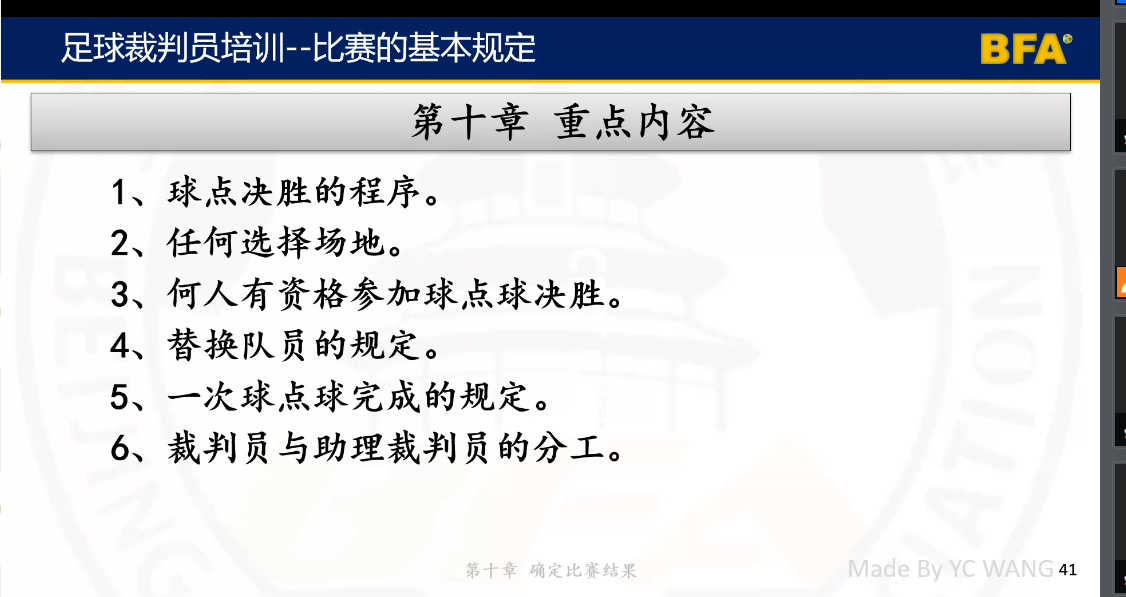 足球裁判员培训--比赛的基本规定
BFA
第十章 重点内容
1、球点决胜的程序。
2、任何选择场地。
3、何人有资格参加球点球决胜。
4、替换队员的规定。
5、一次球点球完成的规定。
6、裁判员与助理裁判员的分工。
第十章 确定比赛结果
Made By YC WANG 41